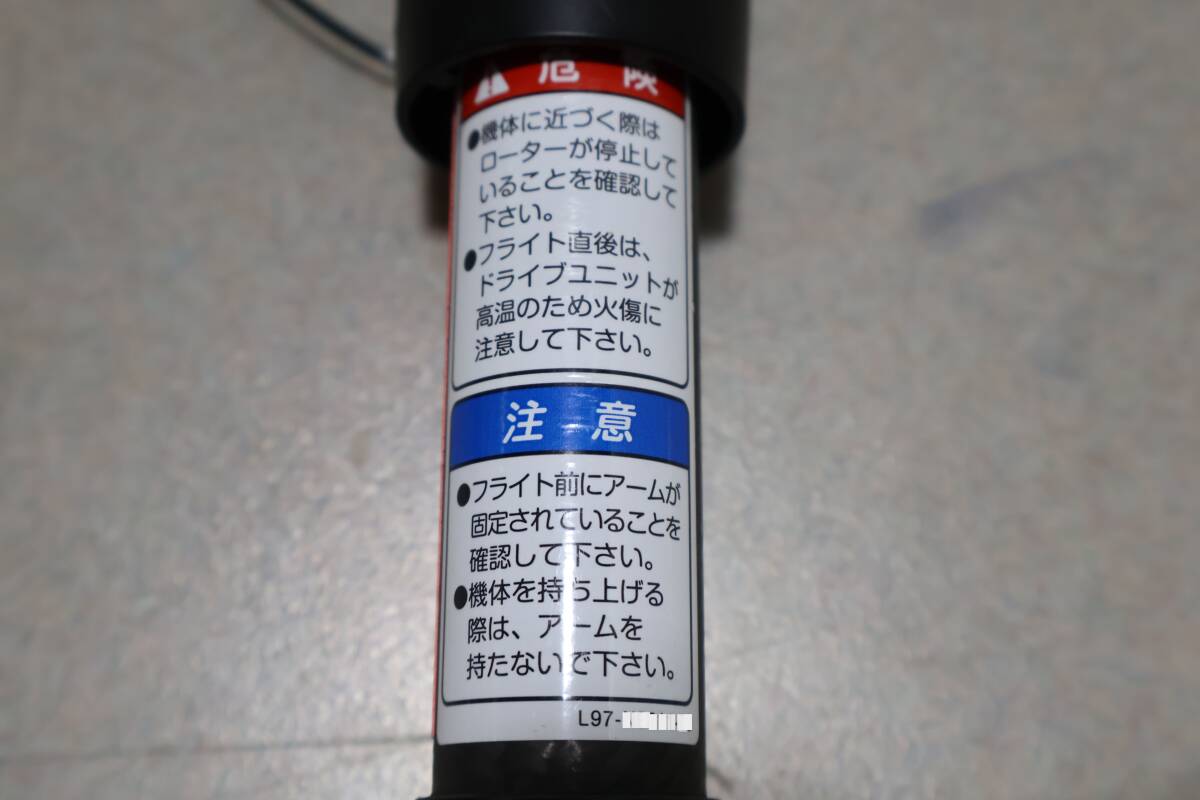 危 険
●機体に近づく際は
ローターが停止して
いることを確認して
下さい。
●フライト直後は、
ドライブユニットが
高温のため火傷に
注意して下さい。
注 意
●フライト前にアームが
固定されていることを
確認して下さい。
●機体を持ち上げる
際は、アームを
持たないで下さい。
L97-